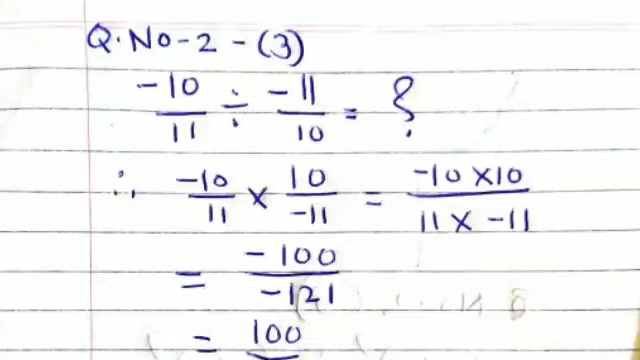 Q. No - 2 - (3)
-10/11 ÷ -11/10 = ?
∴ -10/11 × 10/-11 = -10×10/11×-11
= -100/-121
= 100